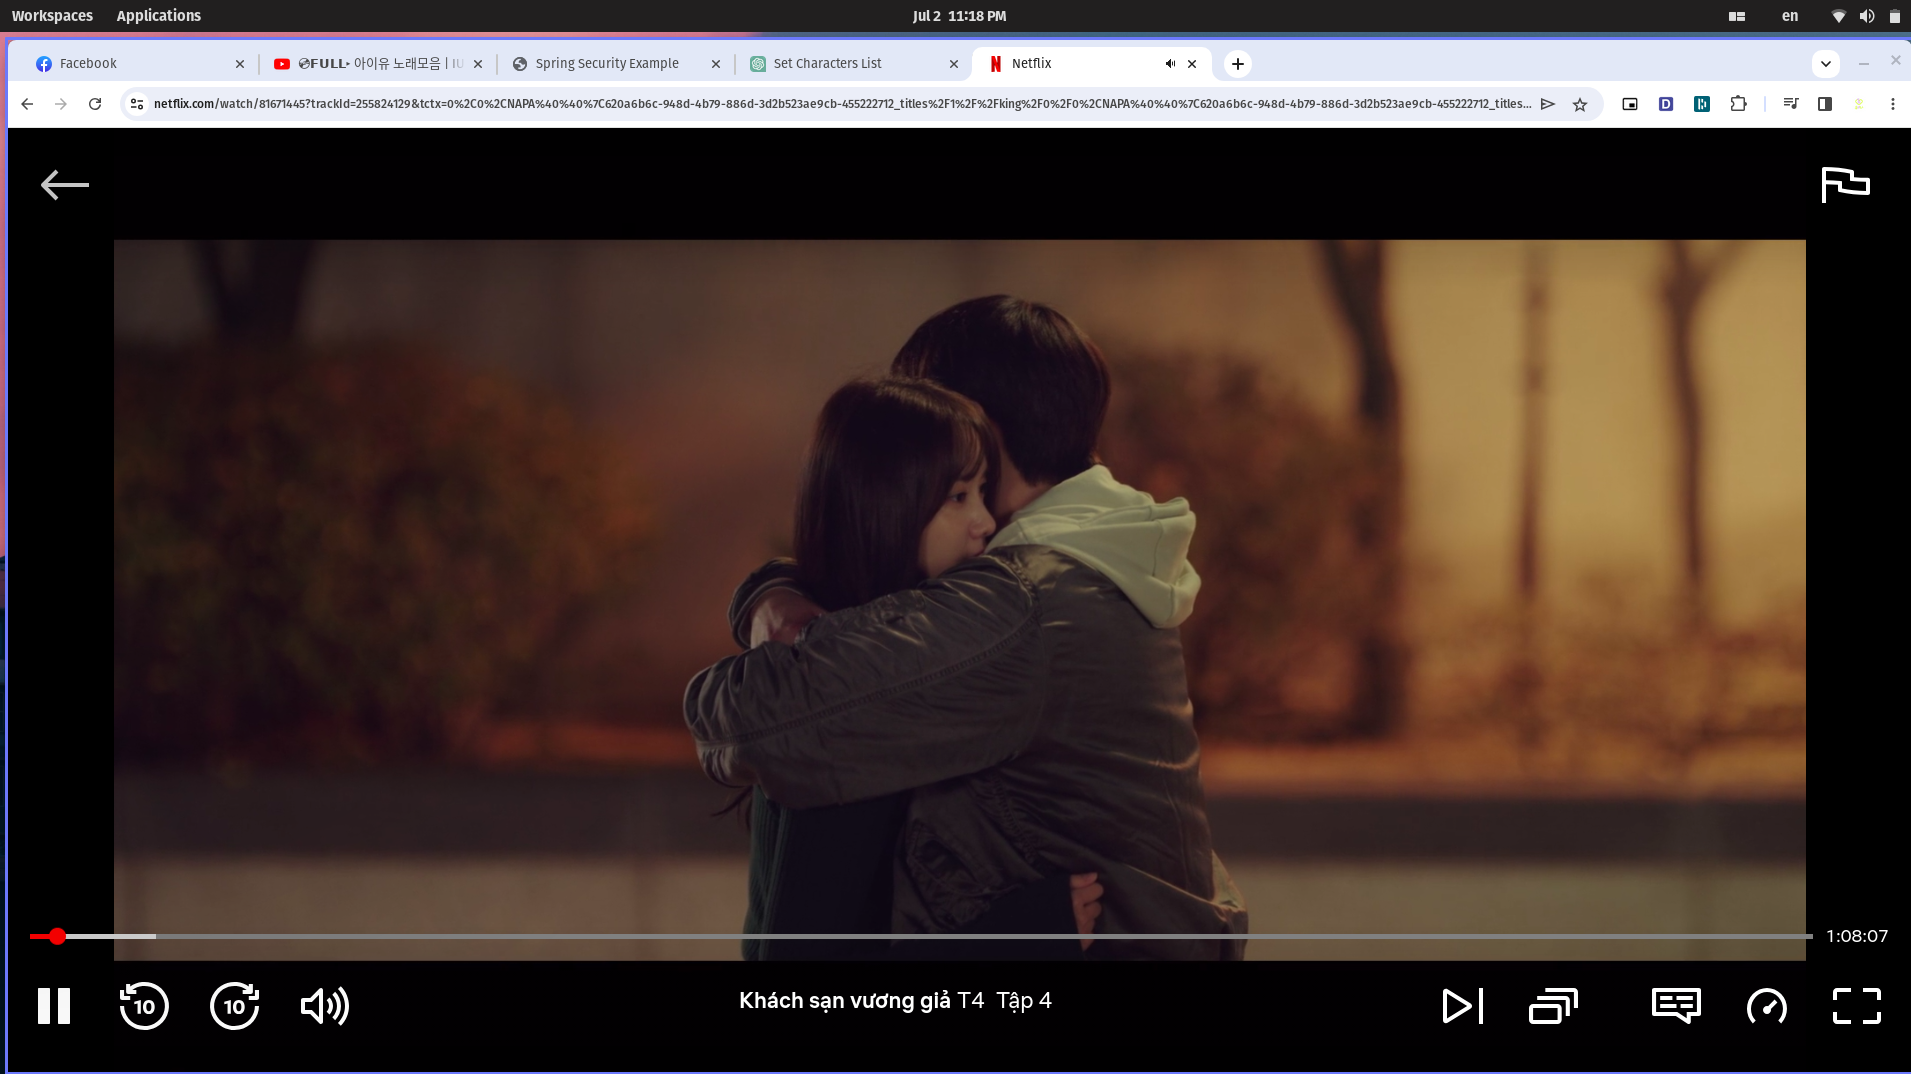 Workspaces Applications Jul 2 11:18 PM en
Facebook FULL 아이유 노래모음 | IU Spring Security Example Set Characters List Netflix
netflix.com/watch/81671445?trackId=255824129&tctx=0%2C0%2CNAPA%40%40%7C620a6b6c-948d-4b79-886d-3d2b523ae9cb-455222712_titles%2F1%2F%2Fking%2F0%2F0%2CNAPA%40%40%7C620a6b6c-948d-4b79-886d-3d2b523ae9cb-455222712_titles...
1:08:07
10 10 Khách sạn vương giả T4 Tập 4